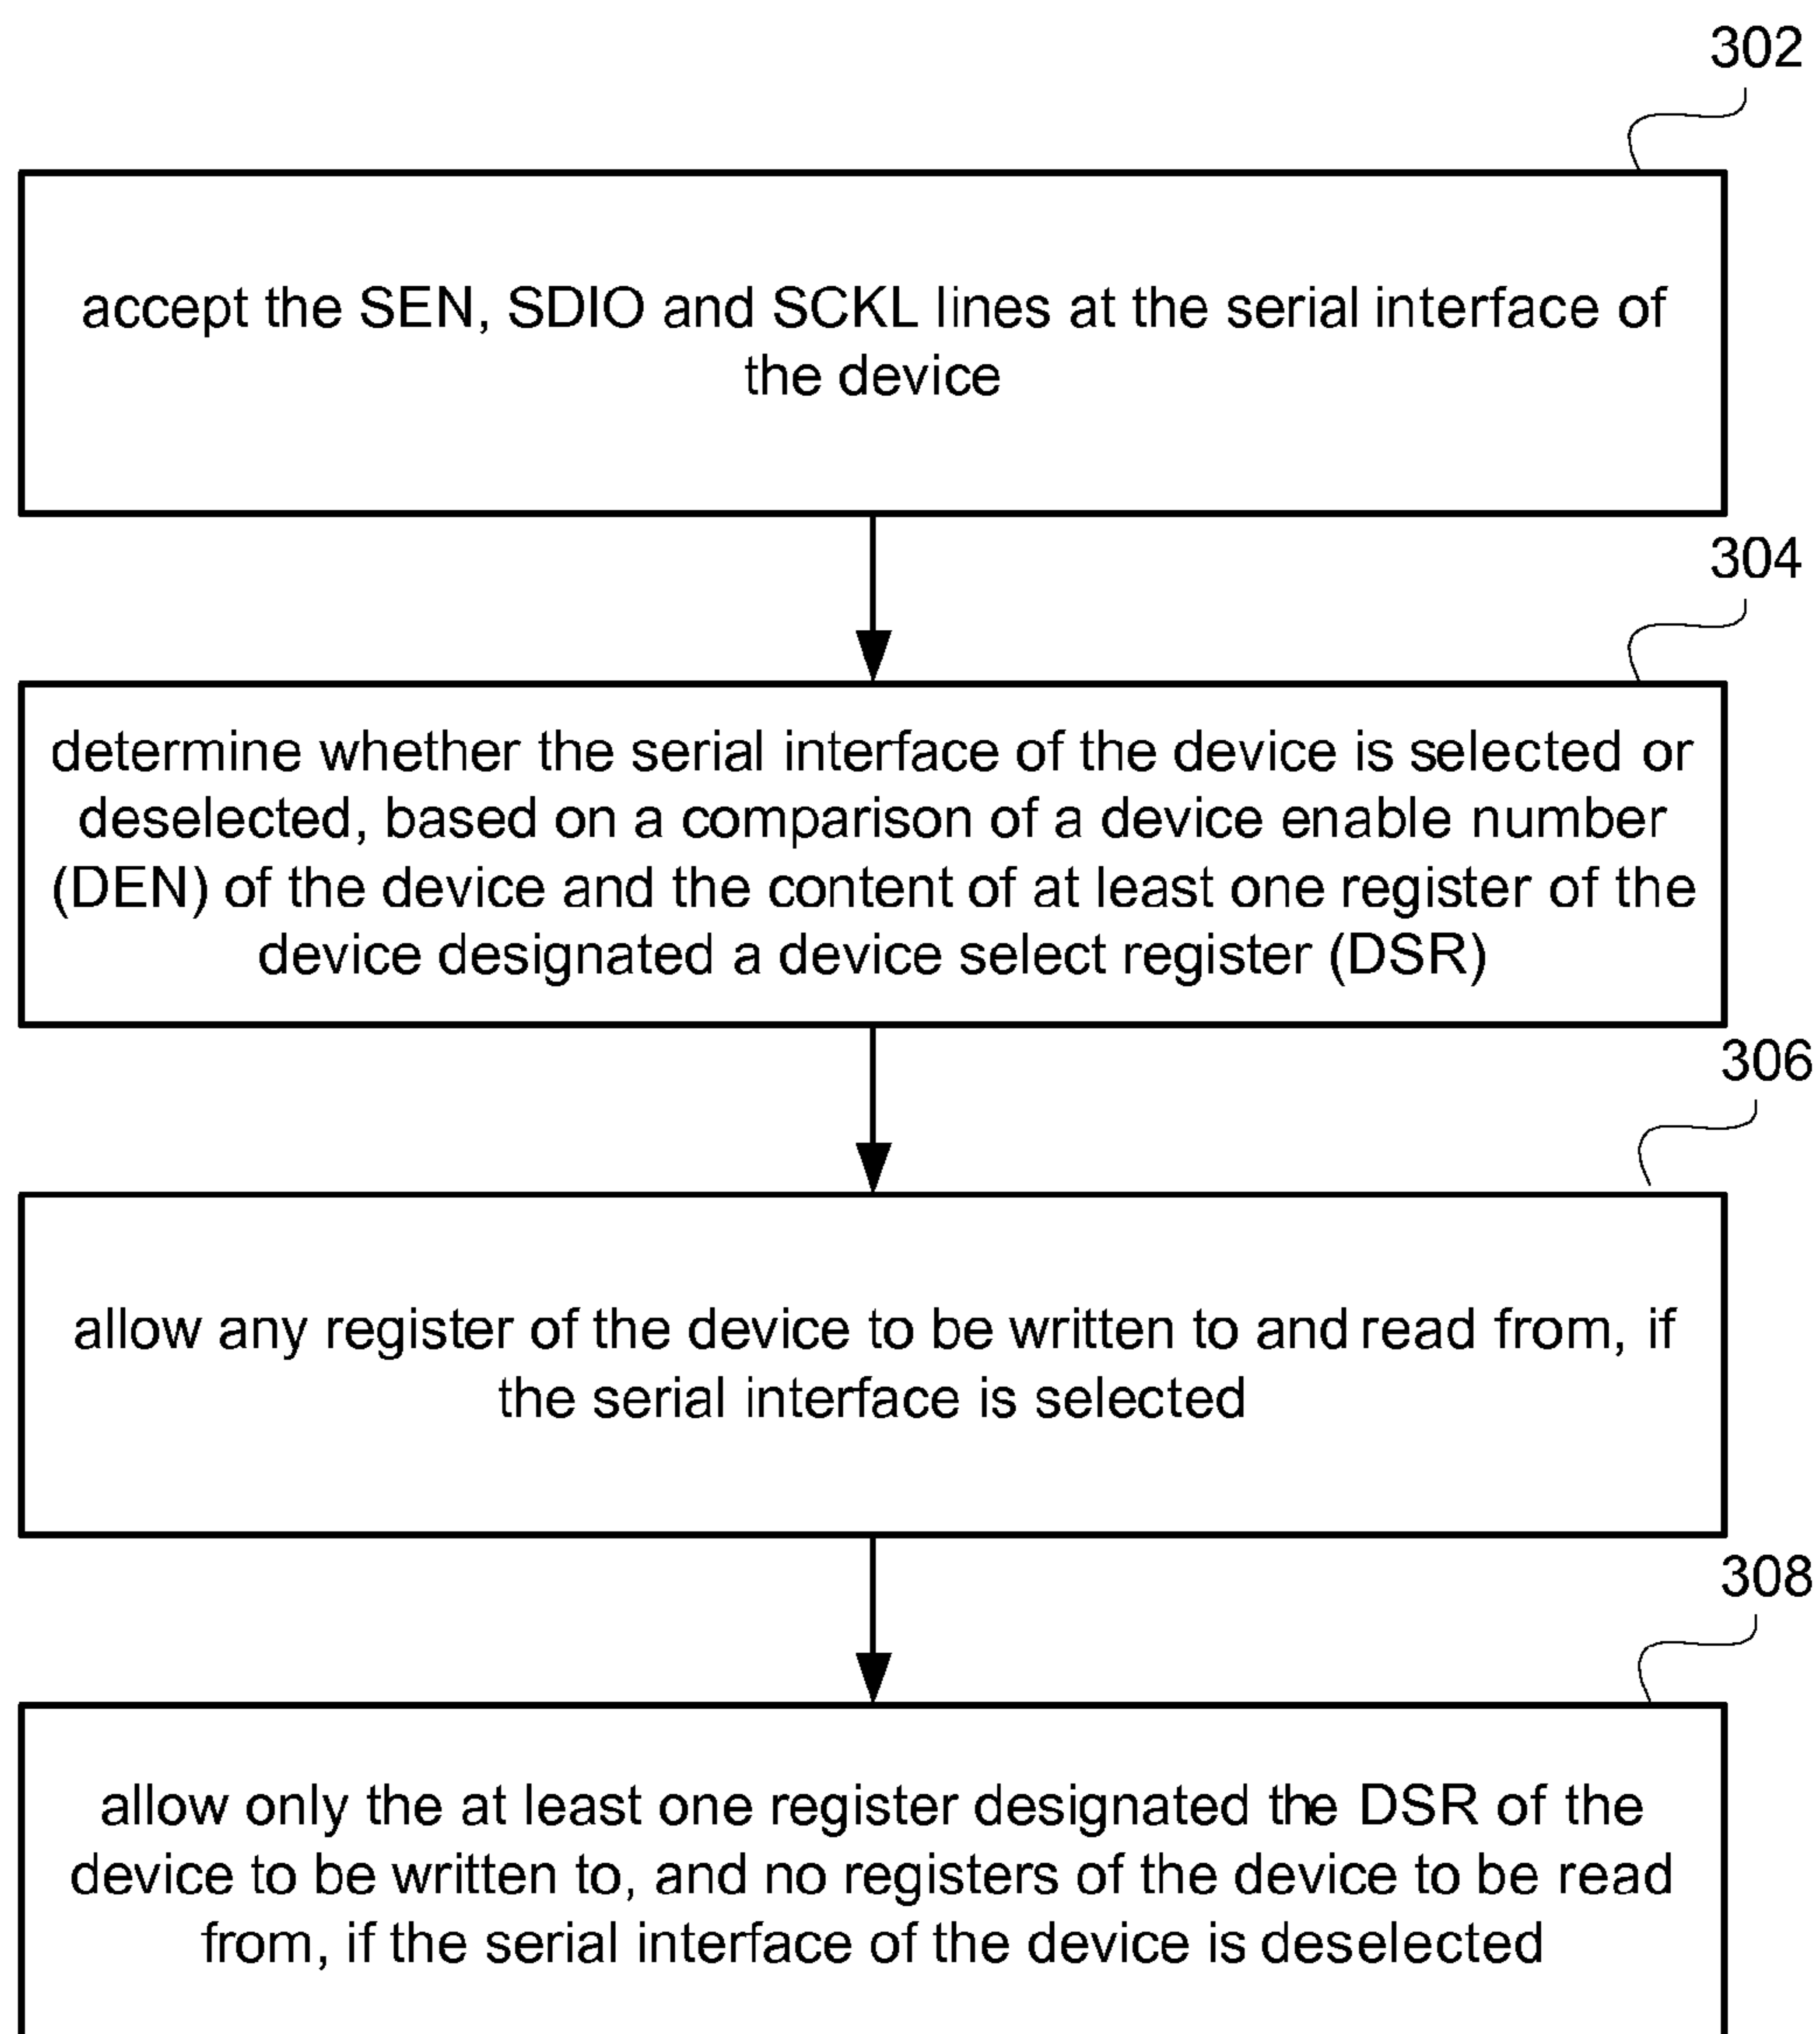 302
accept the SEN, SDIO and SCKL lines at the serial interface of
the device
304
determine whether the serial interface of the device is selected or
deselected, based on a comparison of a device enable number
(DEN) of the device and the content of at least one register of the
device designated a device select register (DSR)
306
allow any register of the device to be written to and read from, if
the serial interface is selected
308
allow only the at least one register designated the DSR of the
device to be written to, and no registers of the device to be read
from, if the serial interface of the device is deselected